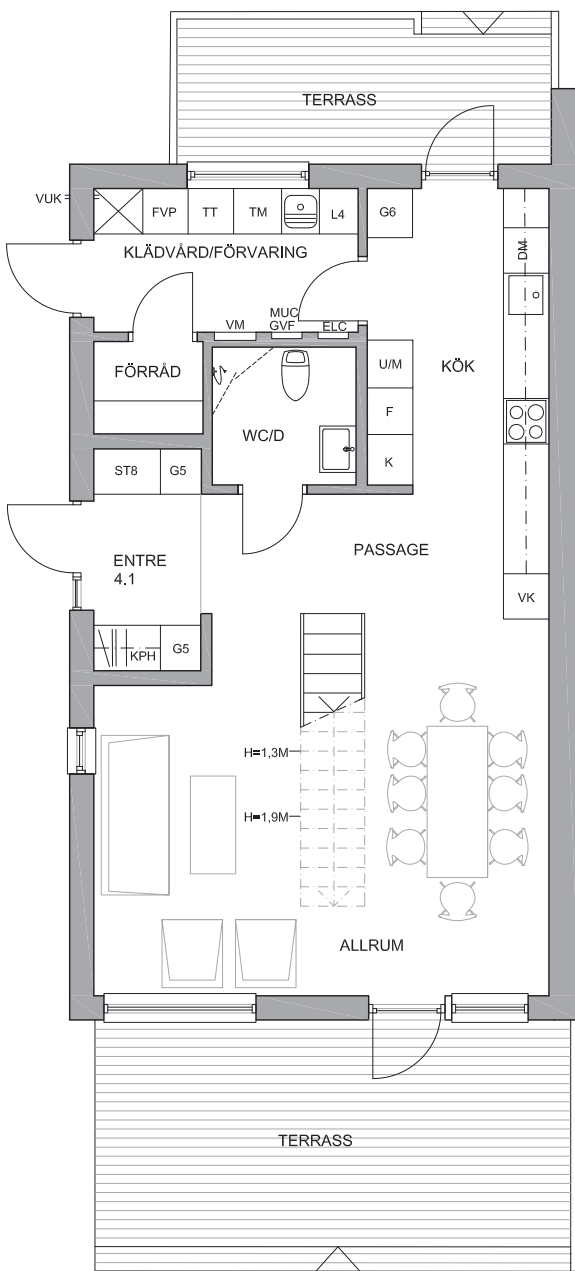 TERRASS
VUK
FVP
TT
TM
L4
G6
KLÄDVÅRD/FÖRVARING
DM
VM
MUC
GVF
ELC
FÖRRÅD
U/M
KÖK
F
WC/D
K
ST8
G5
PASSAGE
ENTRE
4.1
VK
KPH
G5
H=1,3M
H=1,9M
ALLRUM
TERRASS